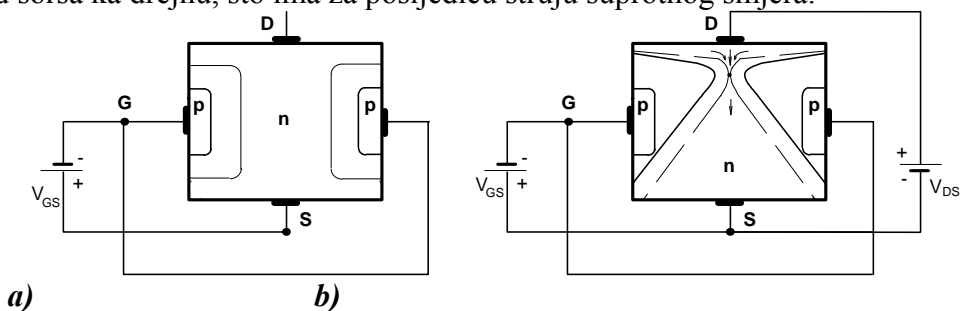 sorsa ka drejnu, što ima za posljedicu struju suprotnog smjera.
D D
p p p p
G n G
- + - + + -
V_GS V_GS n V_DS
S S
a) b)